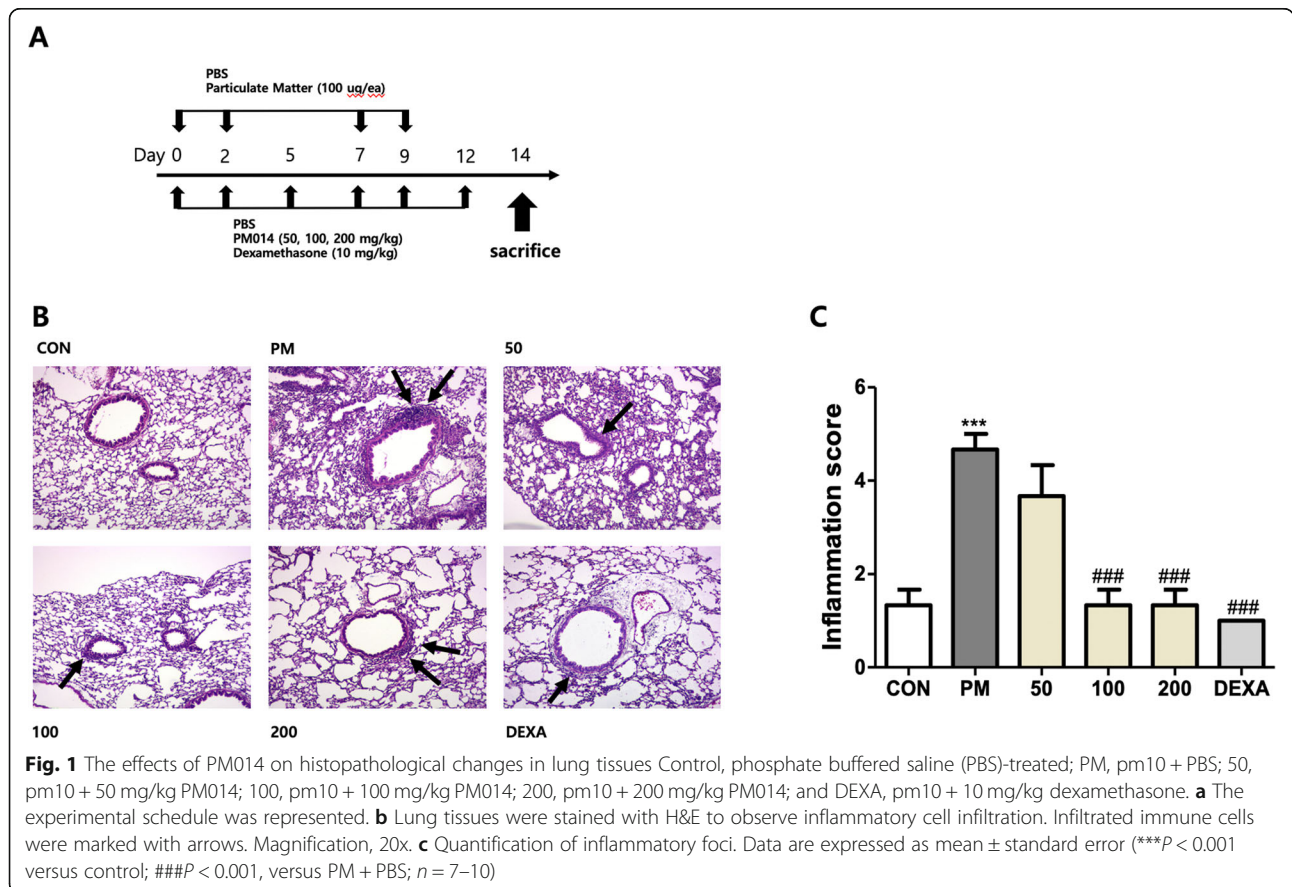 A
PBS
Particulate Matter (100 uq/ea)
Day 0 2 5 7 9 12 14
PBS
PM014 (50, 100, 200 mg/kg)
Dexamethasone (10 mg/kg)
sacrifice
B
CON PM 50
100 200 DEXA
C
Inflammation score
6
4
2
0
***
###
###
###
CON PM 50 100 200 DEXA
Fig. 1 The effects of PM014 on histopathological changes in lung tissues Control, phosphate buffered saline (PBS)-treated; PM, pm10 + PBS; 50,
pm10 + 50 mg/kg PM014; 100, pm10 + 100 mg/kg PM014; 200, pm10 + 200 mg/kg PM014; and DEXA, pm10 + 10 mg/kg dexamethasone. a The
experimental schedule was represented. b Lung tissues were stained with H&E to observe inflammatory cell infiltration. Infiltrated immune cells
were marked with arrows. Magnification, 20x. c Quantification of inflammatory foci. Data are expressed as mean ± standard error (***P < 0.001
versus control; ###P < 0.001, versus PM + PBS; n = 7–10)